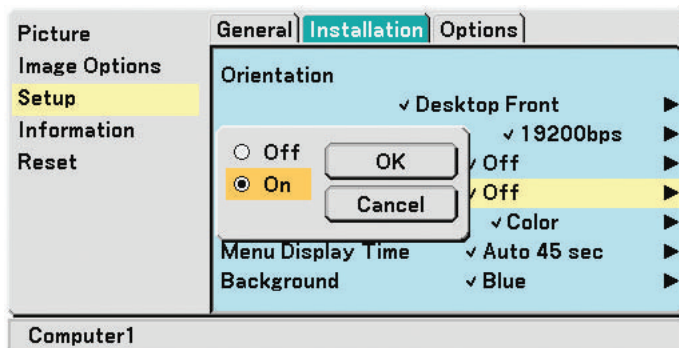 Picture
Image Options
Setup
Information
Reset
General Installation Options
Orientation
✓ Desktop Front
✓ 19200bps
✓ Off
✓ Off
✓ Color
Menu Display Time ✓ Auto 45 sec
Background ✓ Blue
Off
On
OK
Cancel
Computer1